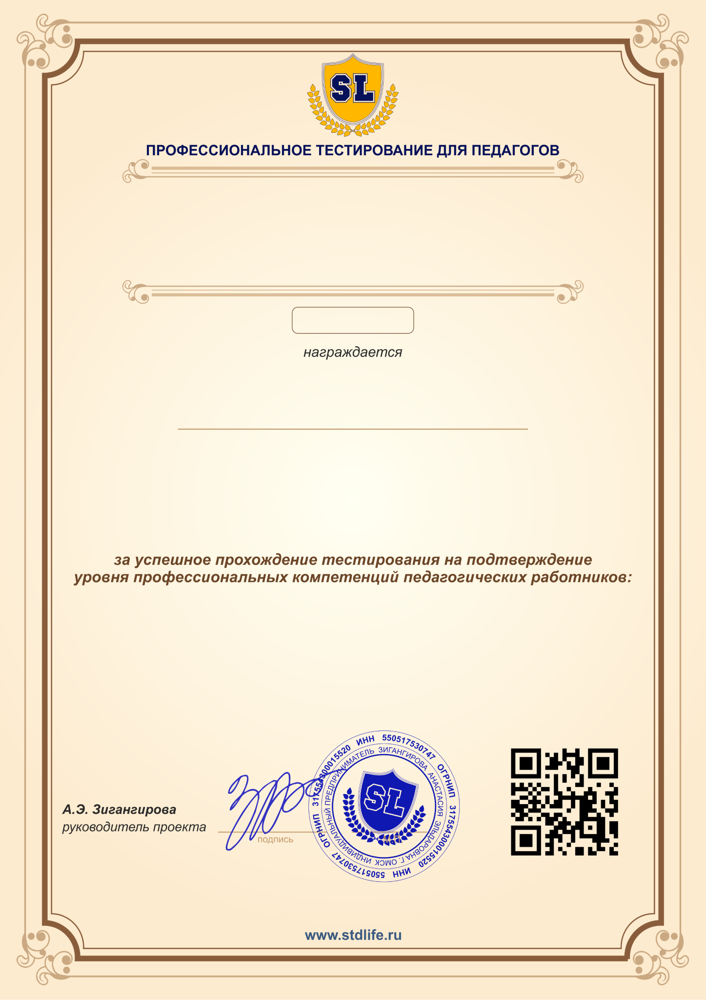 SL
ПРОФЕССИОНАЛЬНОЕ ТЕСТИРОВАНИЕ ДЛЯ ПЕДАГОГОВ
награждается
за успешное прохождение тестирования на подтверждение
уровня профессиональных компетенций педагогических работников:
А.Э. Зигангирова
руководитель проекта
подпись
М.П.
ИНН 550517530747 ОГРНИП 317554300015520 ИНН 550517530747 ОГРНИП 317554300015520
ИНДИВИДУАЛЬНЫЙ ПРЕДПРИНИМАТЕЛЬ ЗИГАНГИРОВА АНАСТАСИЯ ЭЛЬДАРОВНА Г. ОМСК
SL
www.stdlife.ru